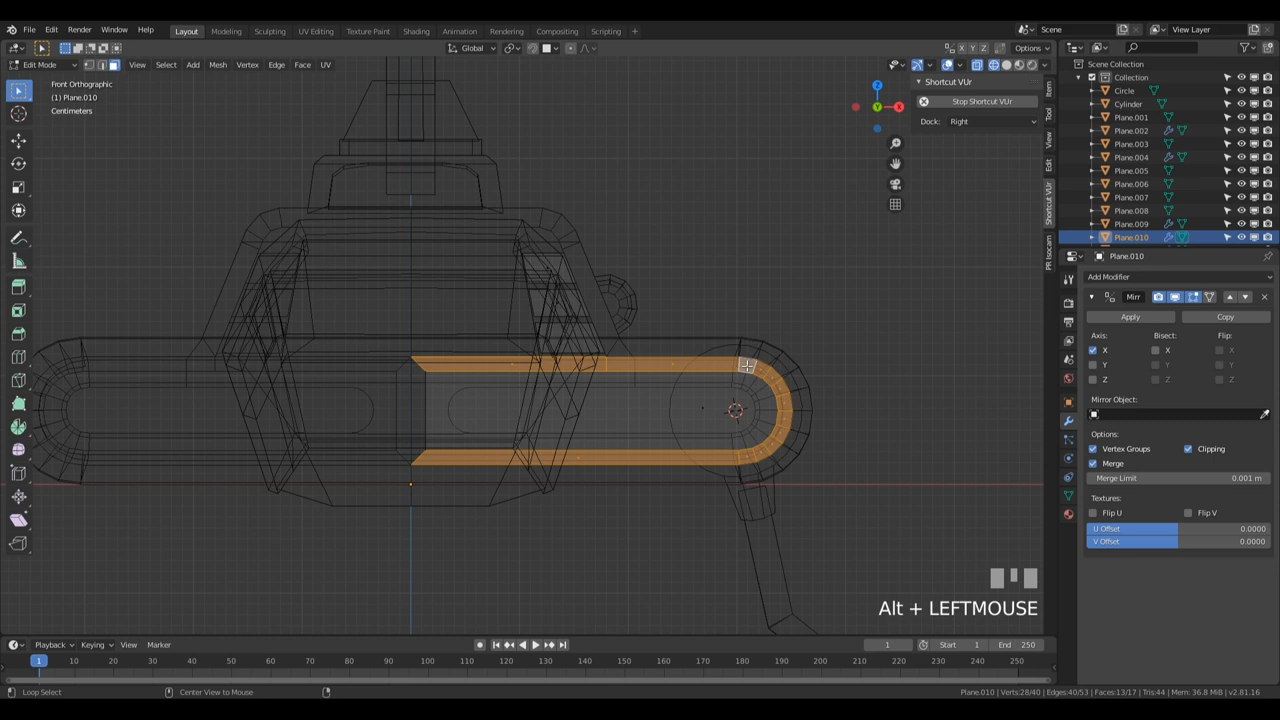 File Edit Render Window Help Layout Modeling Sculpting UV Editing Texture Paint Shading Animation Rendering Compositing Scripting + Scene View Layer
Global X Y Z Options
Edit Mode View Select Add Mesh Vertex Edge Face UV
Front Orthographic
(1) Plane.010
Centimeters
Z
Y
X
Shortcut VUr
Stop Shortcut VUr
Dock: Right
Item
Tool
View
Edit
Shortcut VUr
PR Isocam
Scene Collection
Collection
Circle
Cylinder
Plane.001
Plane.002
Plane.003
Plane.004
Plane.005
Plane.006
Plane.007
Plane.008
Plane.009
Plane.010
Plane.010
Add Modifier
Mirr
Apply Copy
Axis: Bisect: Flip:
X X X
Y Y Y
Z Z Z
Mirror Object:
Options:
Vertex Groups Clipping
Merge
Merge Limit 0.001 m
Textures:
Flip U Flip V
U Offset 0.0000
V Offset 0.0000
Alt + LEFTMOUSE
Playback Keying View Marker 1 Start 1 End 250
1 10 20 30 40 50 60 70 80 90 100 110 120 130 140 150 160 170 180 190 200 210 220 230 240 250
Loop Select Center View to Mouse Plane.010 | Verts:28/40 | Edges:40/53 | Faces:13/17 | Tris:44 | Mem: 36.8 MiB | v2.81.16